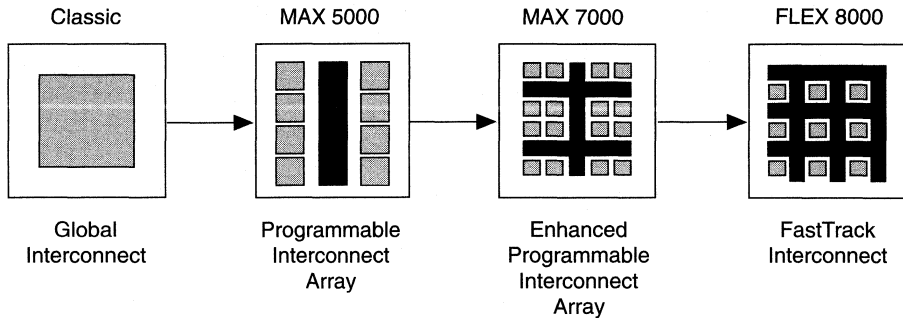 Classic
MAX 5000
MAX 7000
FLEX 8000
Global
Interconnect
Programmable
Interconnect
Array
Enhanced
Programmable
Interconnect
Array
FastTrack
Interconnect